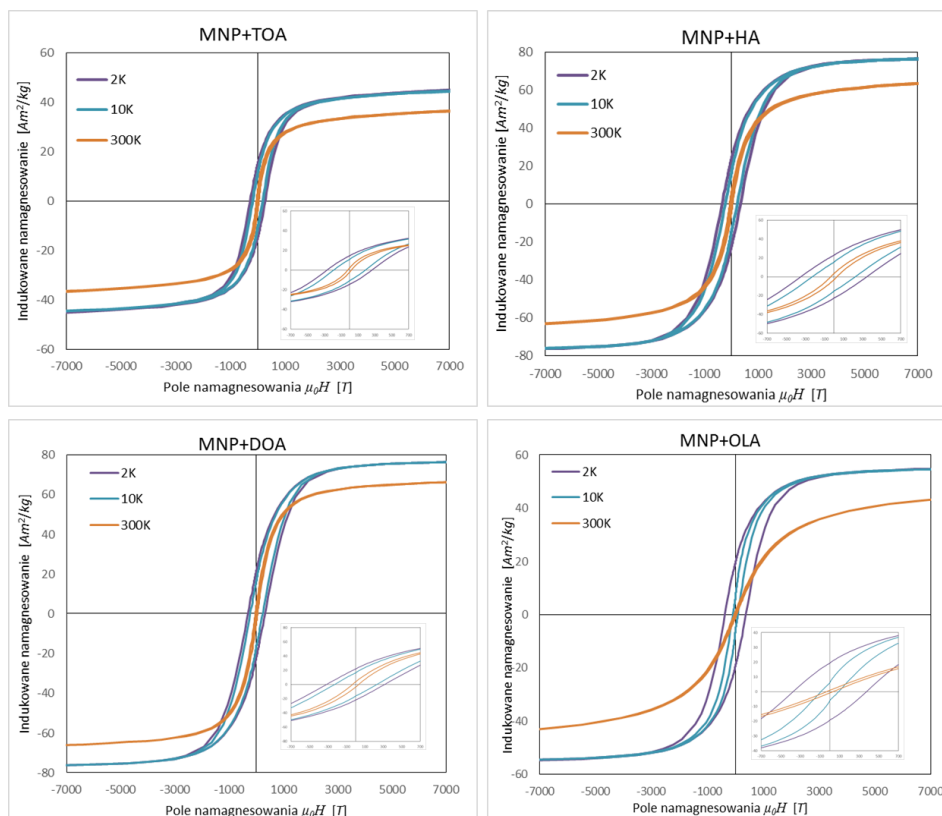 MNP+TOA
Indukowane namagnesowanie [Am²/kg]
60
40
20
0
-20
-40
-60
2K
10K
300K
-7000 -5000 -3000 -1000 1000 3000 5000 7000
Pole namagnesowania μ₀H [T]
MNP+HA
Indukowane namagnesowanie [Am²/kg]
80
60
40
20
0
-20
-40
-60
-80
2K
10K
300K
-7000 -5000 -3000 -1000 1000 3000 5000 7000
Pole namagnesowania μ₀H [T]
MNP+DOA
Indukowane namagnesowanie [Am²/kg]
80
60
40
20
0
-20
-40
-60
-80
2K
10K
300K
-7000 -5000 -3000 -1000 1000 3000 5000 7000
Pole namagnesowania μ₀H [T]
MNP+OLA
Indukowane namagnesowanie [Am²/kg]
60
40
20
0
-20
-40
-60
2K
10K
300K
-7000 -5000 -3000 -1000 1000 3000 5000 7000
Pole namagnesowania μ₀H [T]